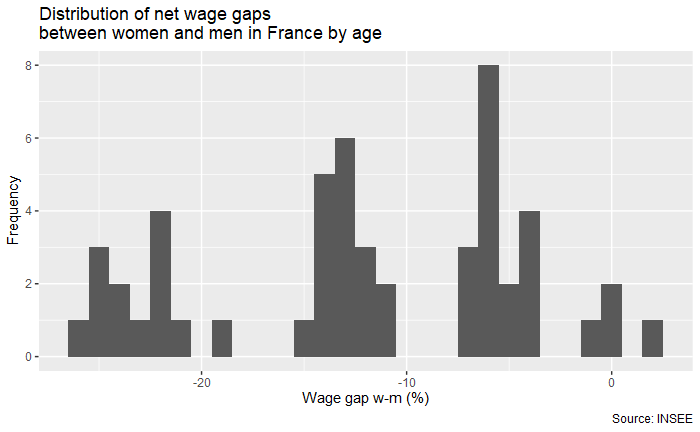 Distribution of net wage gaps
between women and men in France by age
Frequency
8
6
4
2
0
-20
-10
0
Wage gap w-m (%)
Source: INSEE